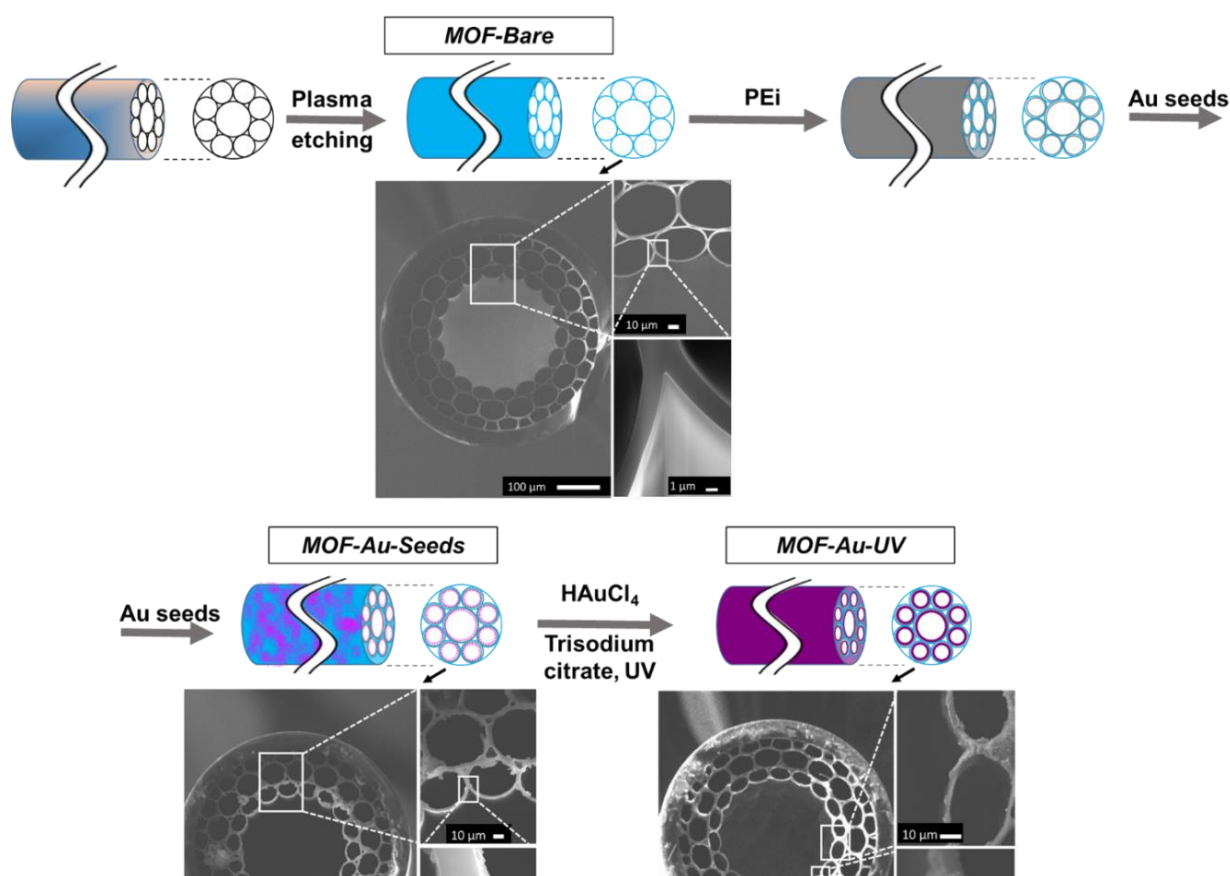 MOF-Bare
Plasma
etching
PEi
Au seeds
10 µm
100 µm
1 µm
MOF-Au-Seeds
MOF-Au-UV
Au seeds
HAuCl₄
Trisodium
citrate, UV
10 µm
10 µm